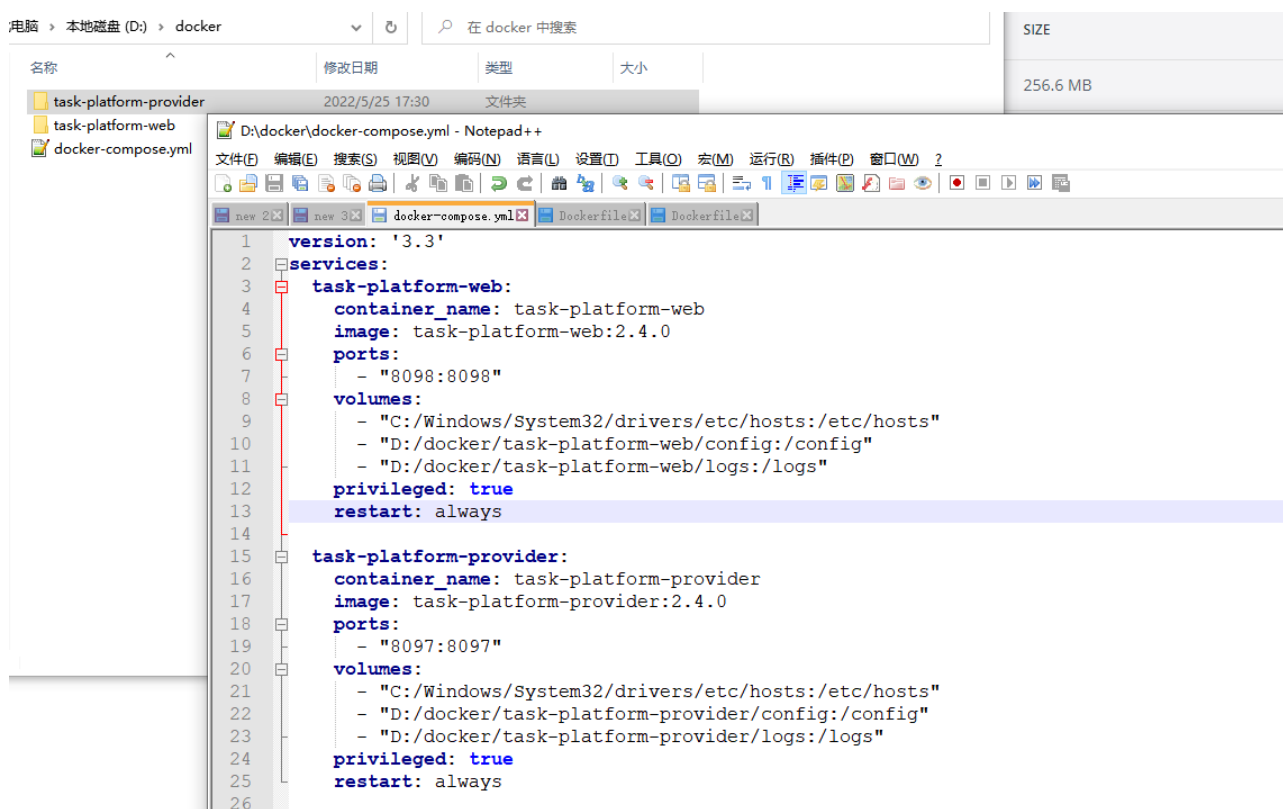 电脑 › 本地磁盘 (D:) › docker
在 docker 中搜索
SIZE
名称 修改日期 类型 大小
256.6 MB
task-platform-provider 2022/5/25 17:30 文件夹
task-platform-web
docker-compose.yml
D:\docker\docker-compose.yml - Notepad++
文件(F) 编辑(E) 搜索(S) 视图(V) 编码(N) 语言(L) 设置(T) 工具(O) 宏(M) 运行(R) 插件(P) 窗口(W) ?
new 2 new 3 docker-compose.yml Dockerfile Dockerfile
1 version: '3.3'
2 services:
3 task-platform-web:
4 container_name: task-platform-web
5 image: task-platform-web:2.4.0
6 ports:
7 - "8098:8098"
8 volumes:
9 - "C:/Windows/System32/drivers/etc/hosts:/etc/hosts"
10 - "D:/docker/task-platform-web/config:/config"
11 - "D:/docker/task-platform-web/logs:/logs"
12 privileged: true
13 restart: always
14
15 task-platform-provider:
16 container_name: task-platform-provider
17 image: task-platform-provider:2.4.0
18 ports:
19 - "8097:8097"
20 volumes:
21 - "C:/Windows/System32/drivers/etc/hosts:/etc/hosts"
22 - "D:/docker/task-platform-provider/config:/config"
23 - "D:/docker/task-platform-provider/logs:/logs"
24 privileged: true
25 restart: always
26